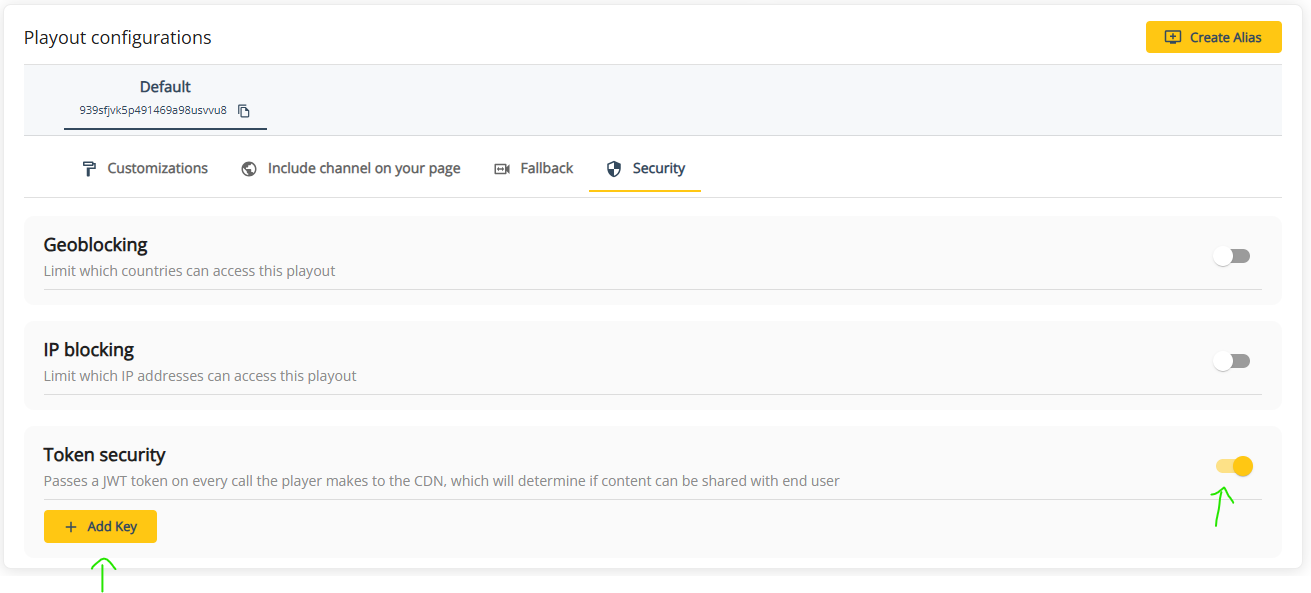 Playout configurations
Create Alias
Default
939sfjvk5p491469a98usvvu8
Customizations
Include channel on your page
Fallback
Security
Geoblocking
Limit which countries can access this playout
IP blocking
Limit which IP addresses can access this playout
Token security
Passes a JWT token on every call the player makes to the CDN, which will determine if content can be shared with end user
+ Add Key